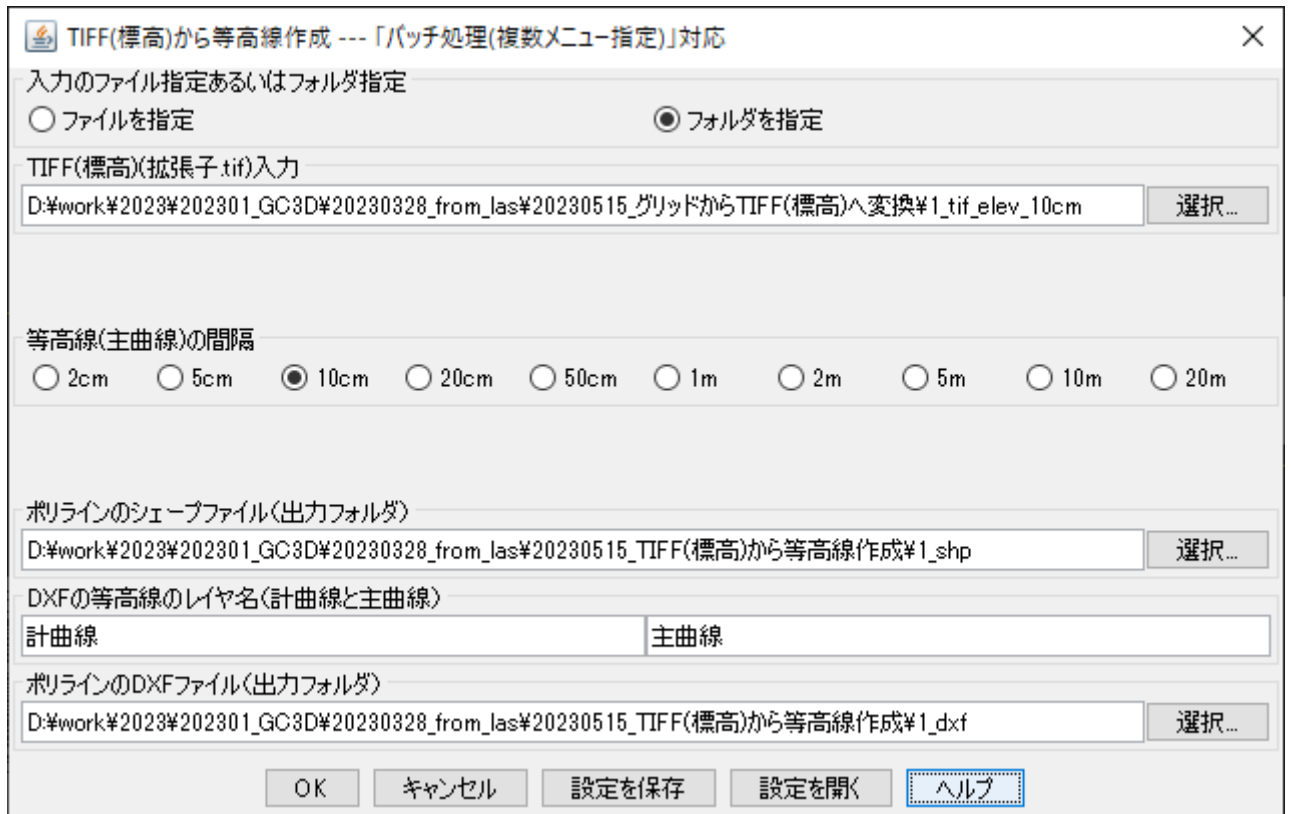 TIFF(標高)から等高線作成 --- 「バッチ処理(複数メニュー指定)」対応
入力のファイル指定あるいはフォルダ指定
ファイルを指定 フォルダを指定
TIFF(標高)(拡張子.tif)入力
D:¥work¥2023¥202301_GC3D¥20230328_from_las¥20230515_グリッドからTIFF(標高)へ変換¥1_tif_elev_10cm 選択...
等高線(主曲線)の間隔
2cm 5cm 10cm 20cm 50cm 1m 2m 5m 10m 20m
ポリラインのシェープファイル(出力フォルダ)
D:¥work¥2023¥202301_GC3D¥20230328_from_las¥20230515_TIFF(標高)から等高線作成¥1_shp 選択...
DXFの等高線のレイヤ名(計曲線と主曲線)
計曲線 主曲線
ポリラインのDXFファイル(出力フォルダ)
D:¥work¥2023¥202301_GC3D¥20230328_from_las¥20230515_TIFF(標高)から等高線作成¥1_dxf 選択...
OK キャンセル 設定を保存 設定を開く ヘルプ